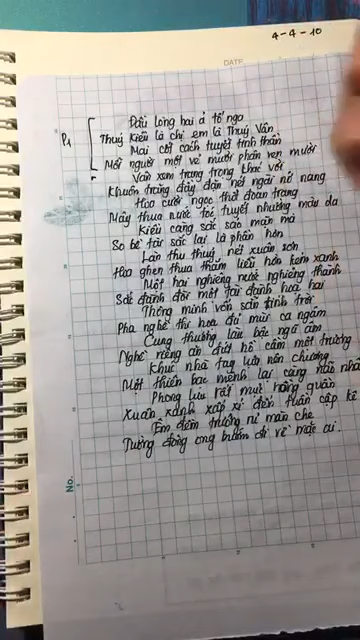 4-4-10
DATE
P1
Đầu lòng hai ả tố nga
Thuý Kiều là chị em là Thuý Vân
Mai cốt cách tuyết tinh thần
Mỗi người một vẻ mười phân vẹn mười
Vân xem trang trọng khác vời
Khuôn trăng đầy đặn nét ngài nở nang
Hoa cười ngọc thốt đoan trang
Mây thua nước tóc tuyết nhường màu da
Kiều càng sắc sảo mặn mà
So bề tài sắc lại là phần hơn
Làn thu thuỷ nét xuân sơn
Hoa ghen thua thắm liễu hờn kém xanh
Một hai nghiêng nước nghiêng thành
Sắc đành đòi một tài đành hoạ hai
Thông minh vốn sẵn tính trời
Pha nghề thi hoạ đủ mùi ca ngâm
Cung thương lầu bậc ngũ âm
Nghề riêng ăn đứt hồ cầm một trương
Khúc nhà tay lựa nên chương
Một thiên bạc mệnh lại càng não nhâ
Phong lưu rất mực hồng quần
Xuân xanh xấp xỉ đến tuần cập kê
Êm đềm trướng rủ màn che
Tường đông ong bướm đi về mặc ai.
No.